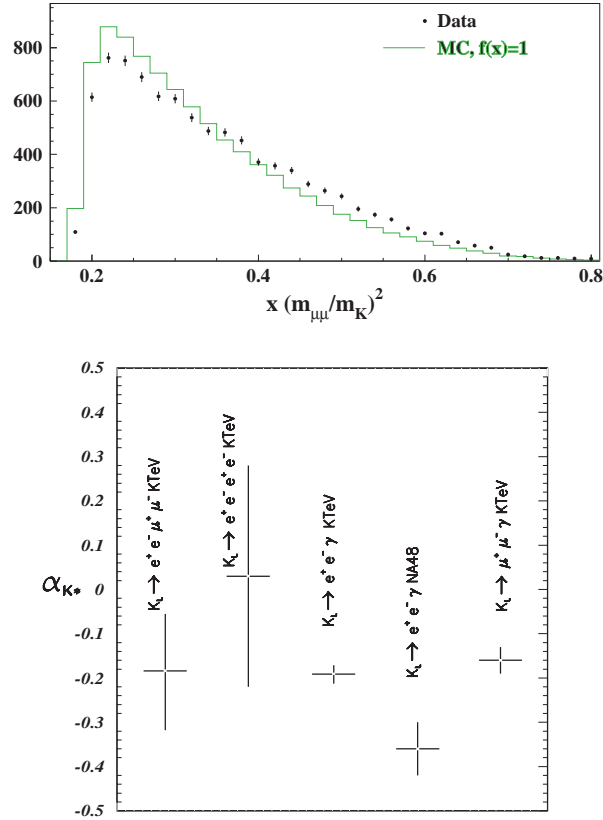 Data
MC, f(x)=1
800
600
400
200
0
0.2 0.4 0.6 0.8
x (mμμ/mK)²
0.5
0.4
0.3
0.2
0.1
0
-0.1
-0.2
-0.3
-0.4
-0.5
αK*
KL→ e⁺ e⁻ μ⁺ μ⁻ KTeV
KL→ e⁺ e⁻ e⁺ e⁻ KTeV
KL→ e⁺ e⁻ γ KTeV
KL→ e⁺ e⁻ γ NA48
KL→ μ⁺ μ⁻ γ KTeV